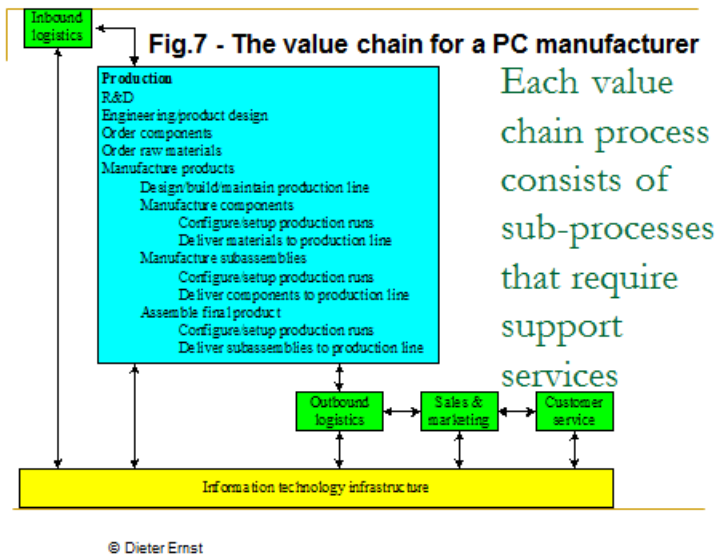 Inbound
logistics
Fig.7 - The value chain for a PC manufacturer
Production
R&D
Engineering/product design
Order components
Order raw materials
Manufacture products
Design/build/maintain production line
Manufacture components
Configure/setup production runs
Deliver materials to production line
Manufacture subassemblies
Configure/setup production runs
Deliver components to production line
Assemble final product
Configure/setup production runs
Deliver subassemblies to production line
Each value
chain process
consists of
sub-processes
that require
support
services
Outbound
logistics
Sales &
marketing
Customer
service
Information technology infrastructure
© Dieter Ernst